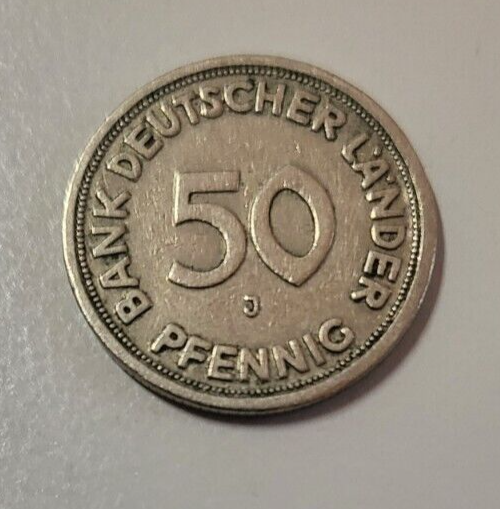 BANK DEUTSCHER LÄNDER
50
J
PFENNIG